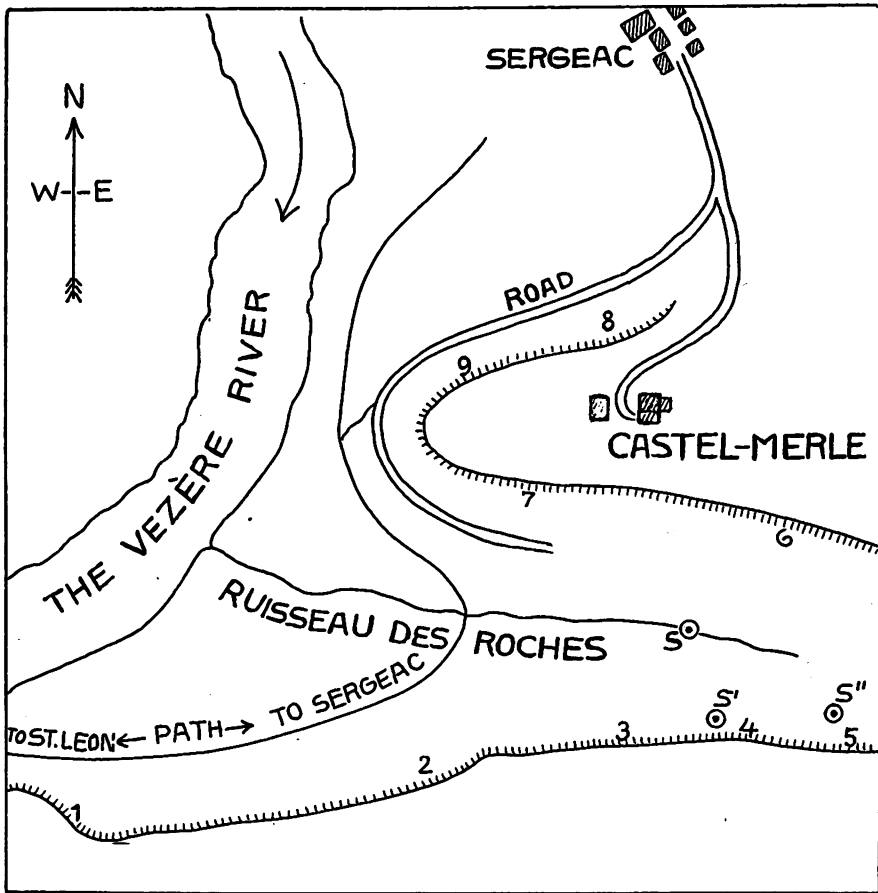 SERGEAC
N
W--E
ROAD
8
9
THE VEZÈRE RIVER
CASTEL-MERLE
7
6
RUISSEAU DES ROCHES
S
S'
S"
TO ST. LEON ← PATH → TO SERGEAC
3
4
5
2
1